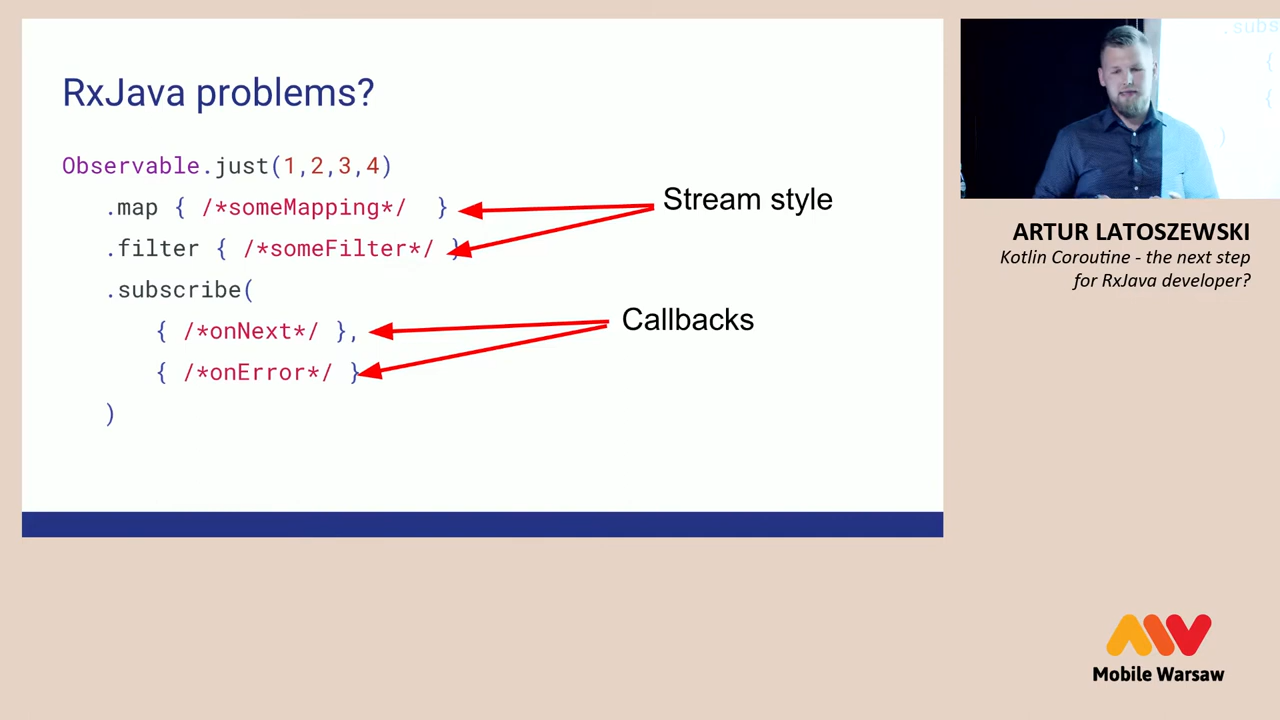 RxJava problems?
Observable.just(1,2,3,4)
.map { /*someMapping*/ }
.filter { /*someFilter*/ }
.subscribe(
{ /*onNext*/ },
{ /*onError*/ }
)
Stream style
Callbacks
.subs
{
{
)
ARTUR LATOSZEWSKI
Kotlin Coroutine - the next step
for RxJava developer?
Mobile Warsaw